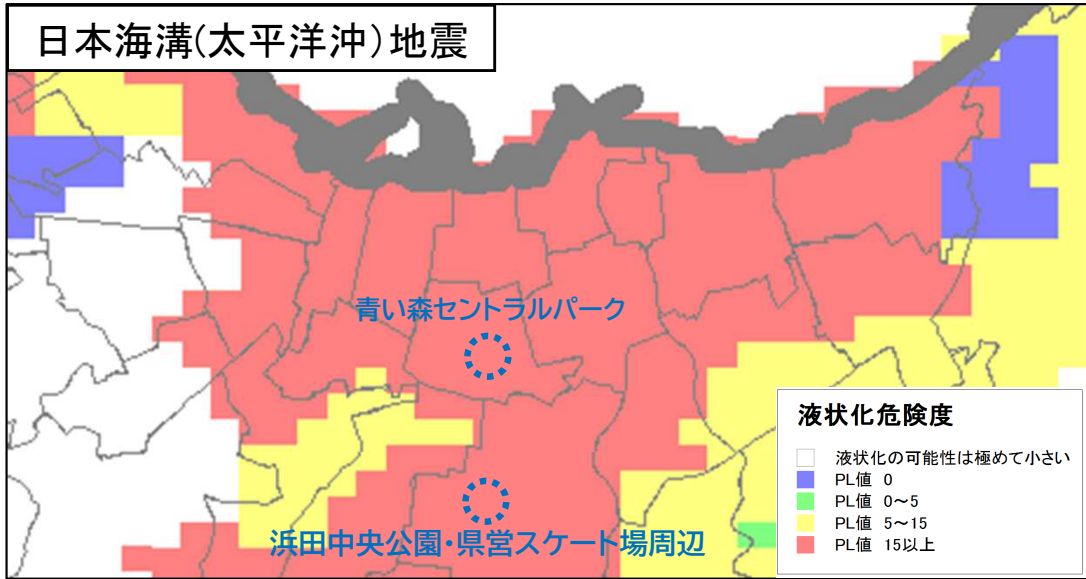 日本海溝(太平洋沖)地震
青い森セントラルパーク
浜田中央公園・県営スケート場周辺
液状化危険度
液状化の可能性は極めて小さい
PL値 0
PL値 0～5
PL値 5～15
PL値 15以上